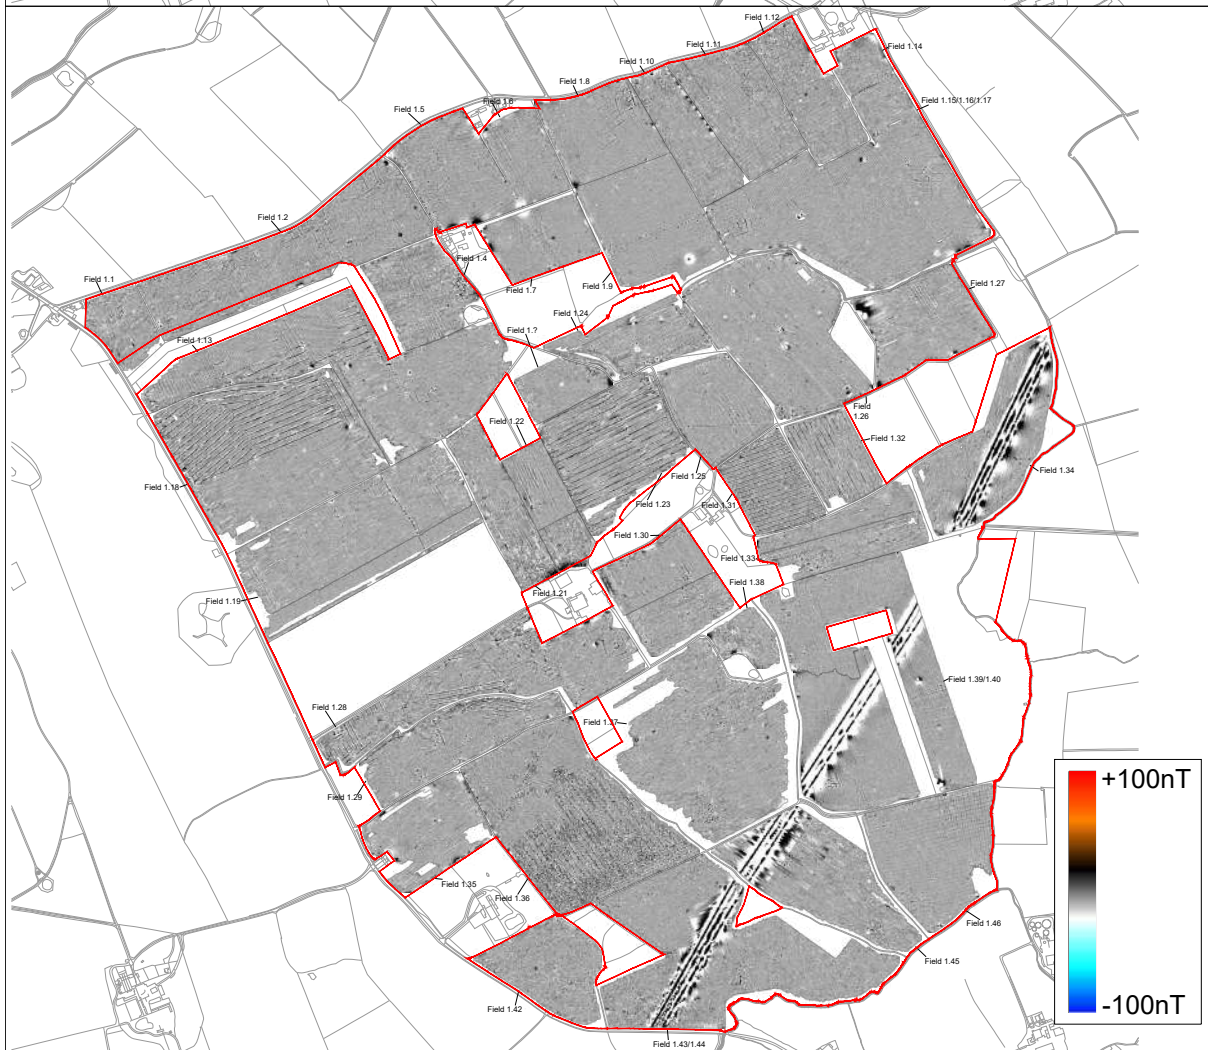 Field 1.12
Field 1.11
Field 1.14
Field 1.10
Field 1.8
Field 1.6
Field 1.15/1.16/1.17
Field 1.5
Field 1.2
Field 1.4
Field 1.1
Field 1.7
Field 1.9
Field 1.27
Field 1.24
Field 1.?
Field 1.13
Field
1.26
Field 1.22
Field 1.32
Field 1.34
Field 1.25
Field 1.18
Field 1.23
Field 1.31
Field 1.30
Field 1.33
Field 1.38
Field 1.21
Field 1.19
Field 1.39/1.40
Field 1.28
Field 1.37
Field 1.29
+100nT
-100nT
Field 1.35
Field 1.36
Field 1.46
Field 1.45
Field 1.42
Field 1.43/1.44